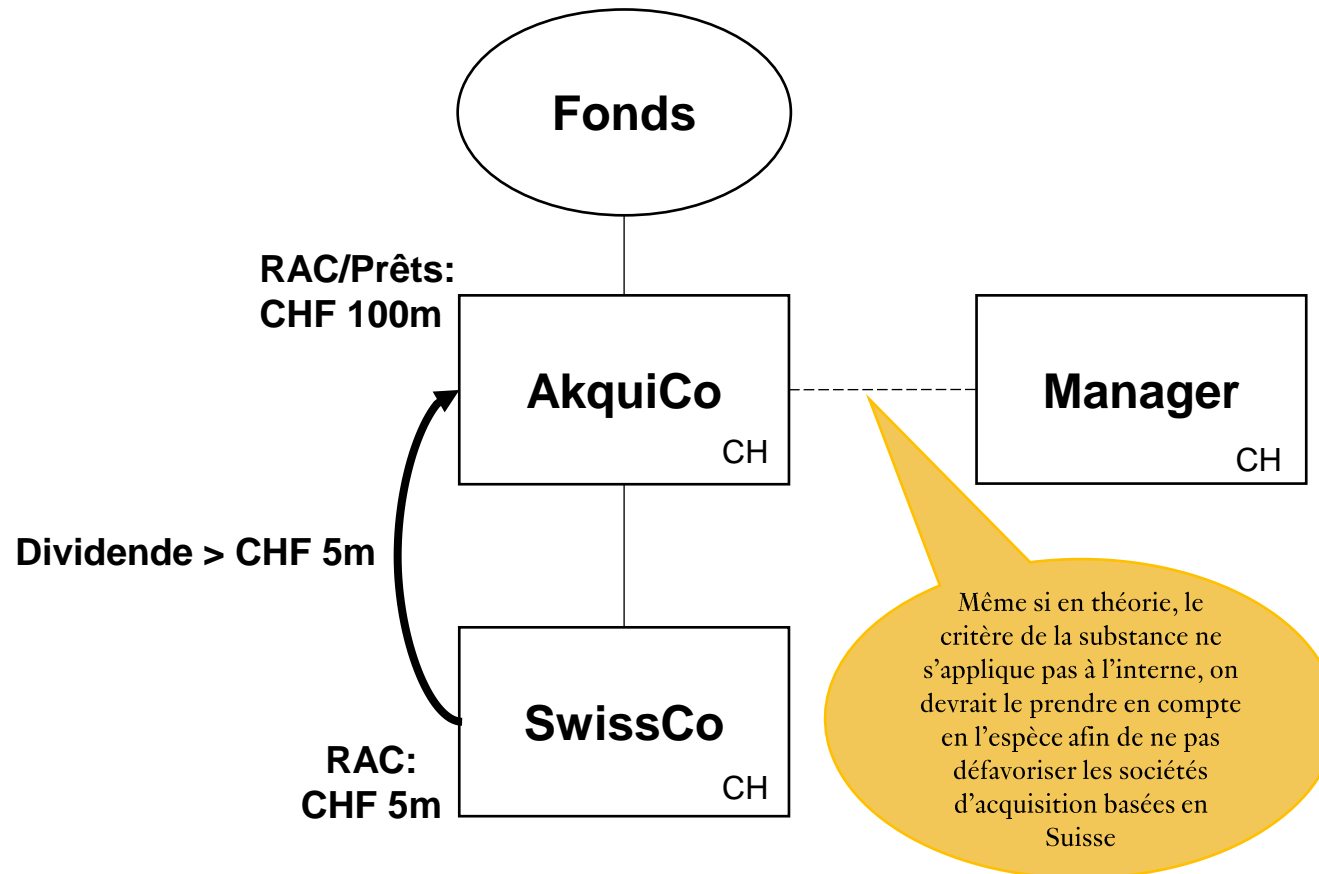 Fonds
RAC/Prêts:
CHF 100m
AkquiCo
CH
Manager
CH
Dividende > CHF 5m
SwissCo
CH
RAC:
CHF 5m
Même si en théorie, le
critère de la substance ne
s’applique pas à l’interne, on
devrait le prendre en compte
en l’espèce afin de ne pas
défavoriser les sociétés
d’acquisition basées en
Suisse